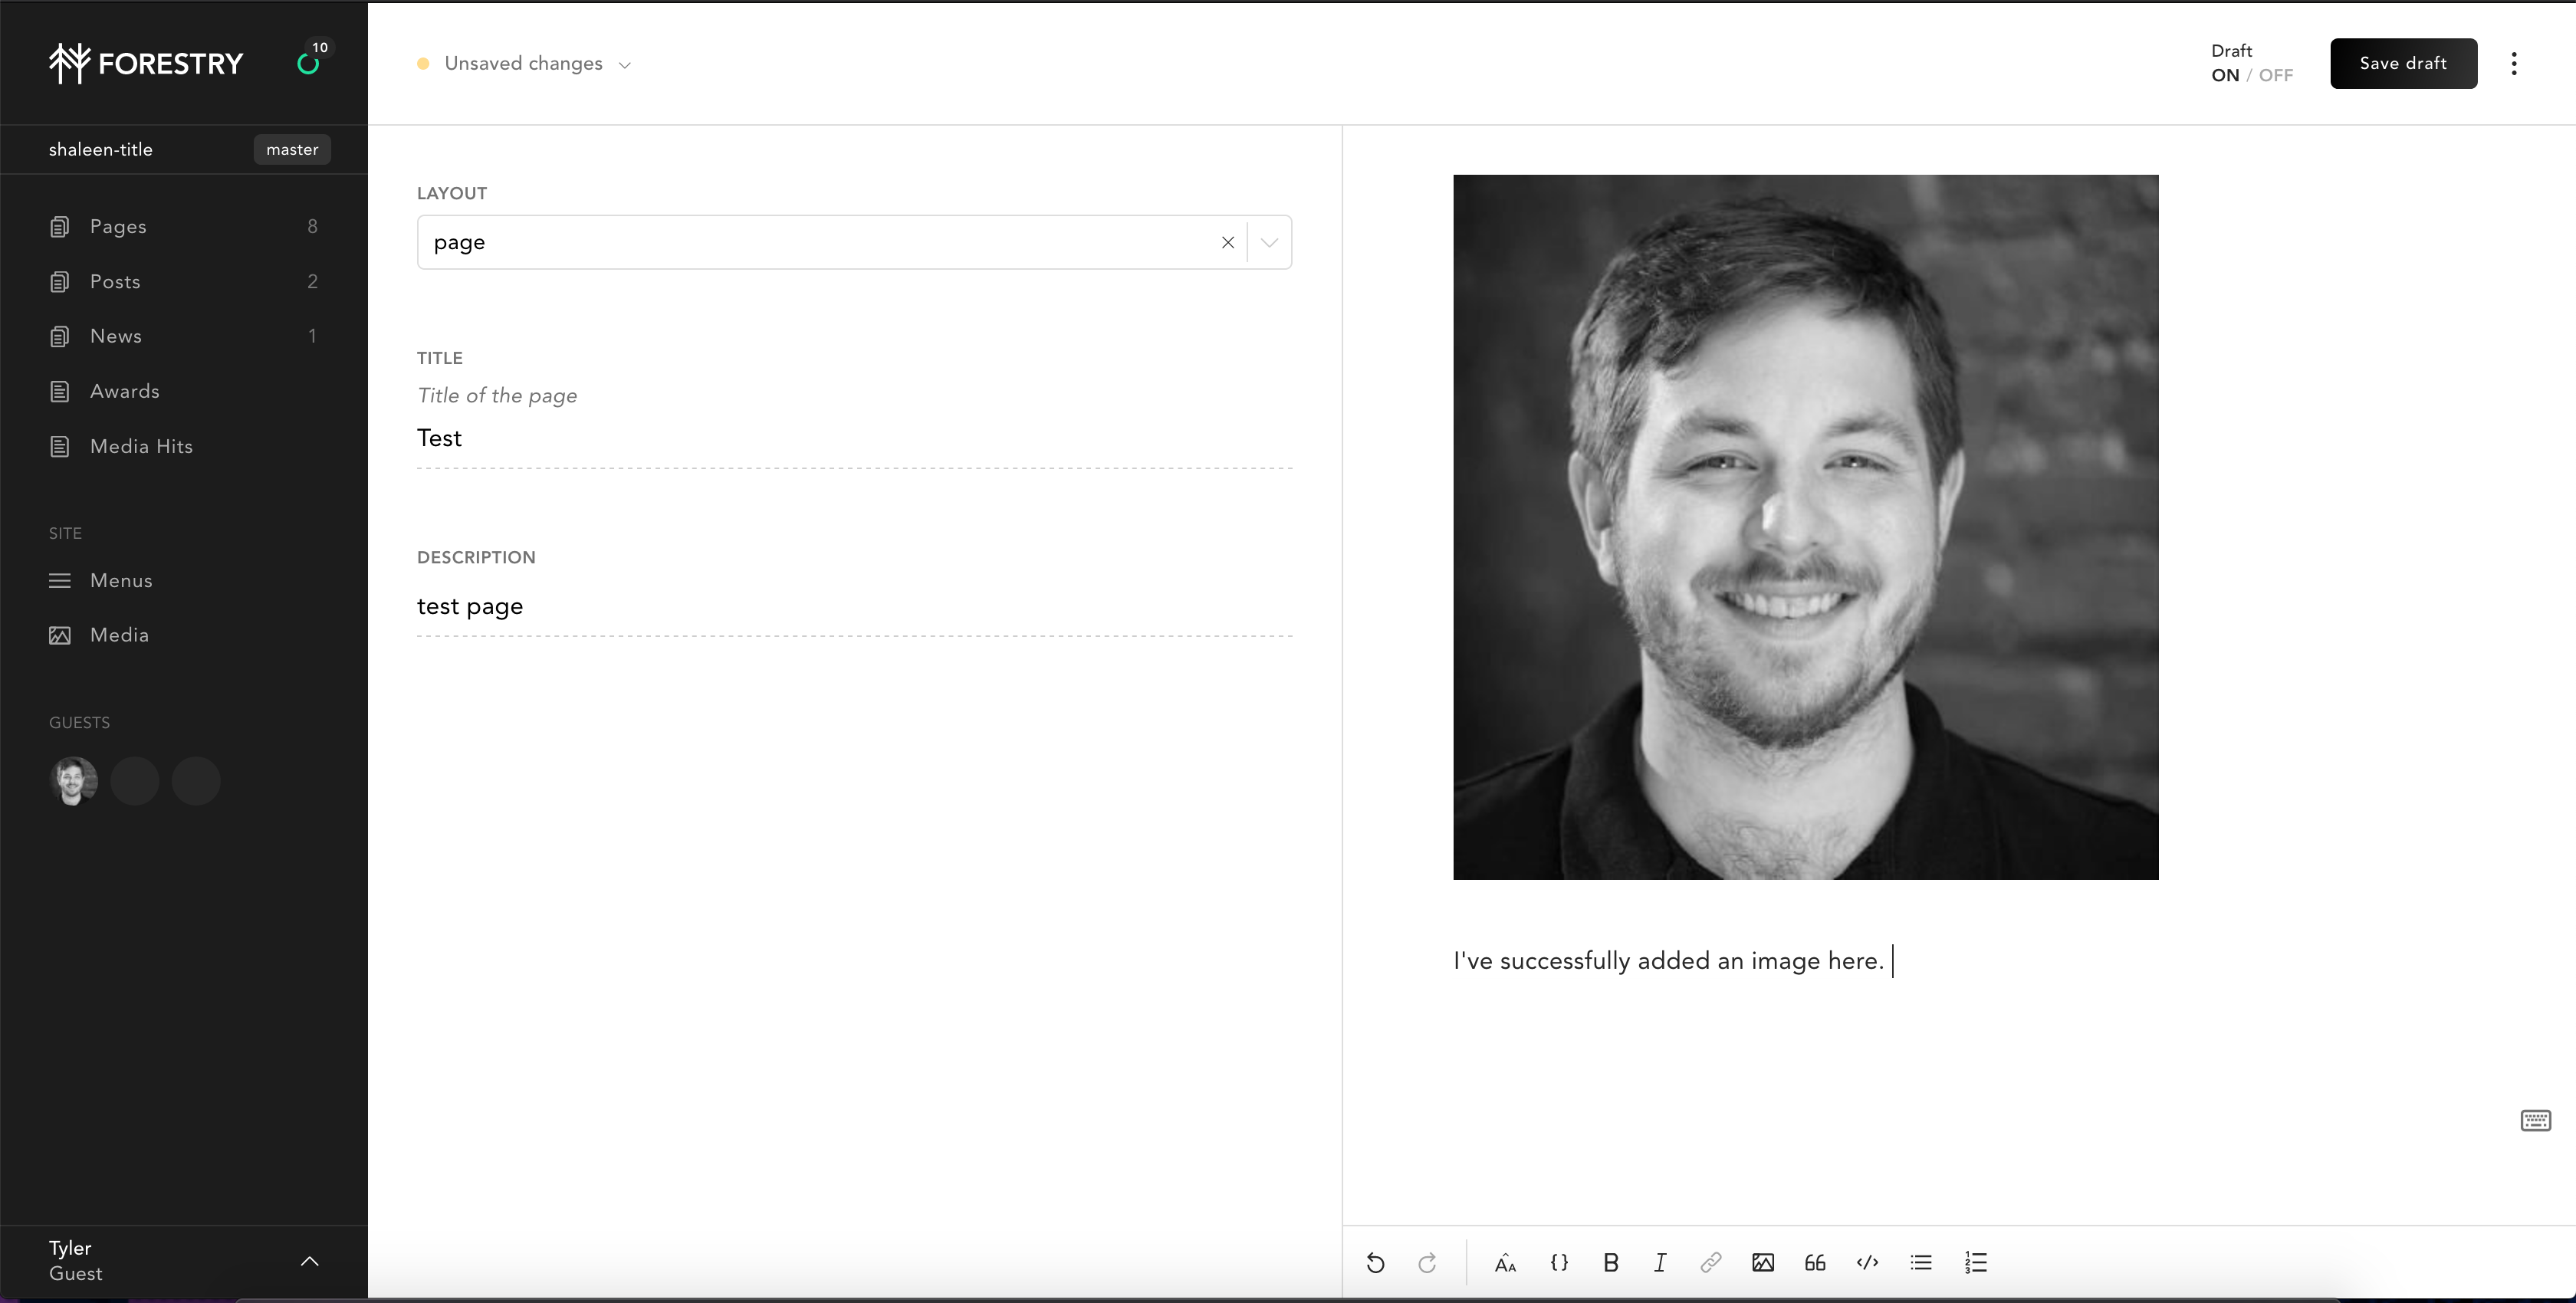 FORESTRY
10
shaleen-title
master
Pages 8
Posts 2
News 1
Awards
Media Hits
SITE
Menus
Media
GUESTS
Tyler
Guest
Unsaved changes
Draft
ON / OFF
Save draft
LAYOUT
page
TITLE
Title of the page
Test
DESCRIPTION
test page
I've successfully added an image here.